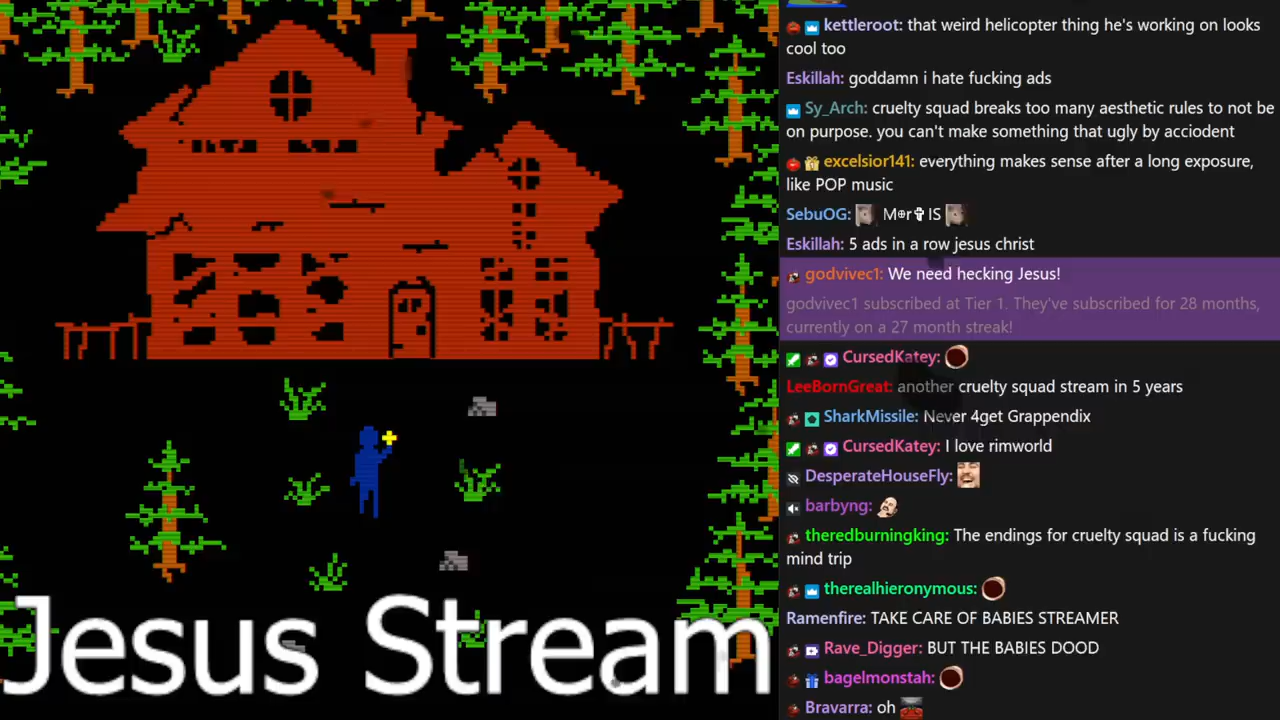 kettleroot: that weird helicopter thing he's working on looks
cool too
Eskillah: goddamn i hate fucking ads
Sy_Arch: cruelty squad breaks too many aesthetic rules to not be
on purpose. you can't make something that ugly by acciodent
excelsior141: everything makes sense after a long exposure,
like POP music
SebuOG: M⊕r✞IS
Eskillah: 5 ads in a row jesus christ
godvivec1: We need hecking Jesus!
godvivec1 subscribed at Tier 1. They've subscribed for 28 months,
currently on a 27 month streak!
CursedKatey:
LeeBornGreat: another cruelty squad stream in 5 years
SharkMissile: Never 4get Grappendix
CursedKatey: I love rimworld
DesperateHouseFly:
barbyng:
theredburningking: The endings for cruelty squad is a fucking
mind trip
therealhieronymous:
Ramenfire: TAKE CARE OF BABIES STREAMER
Rave_Digger: BUT THE BABIES DOOD
bagelmonstah:
Bravarra: oh
Jesus Stream